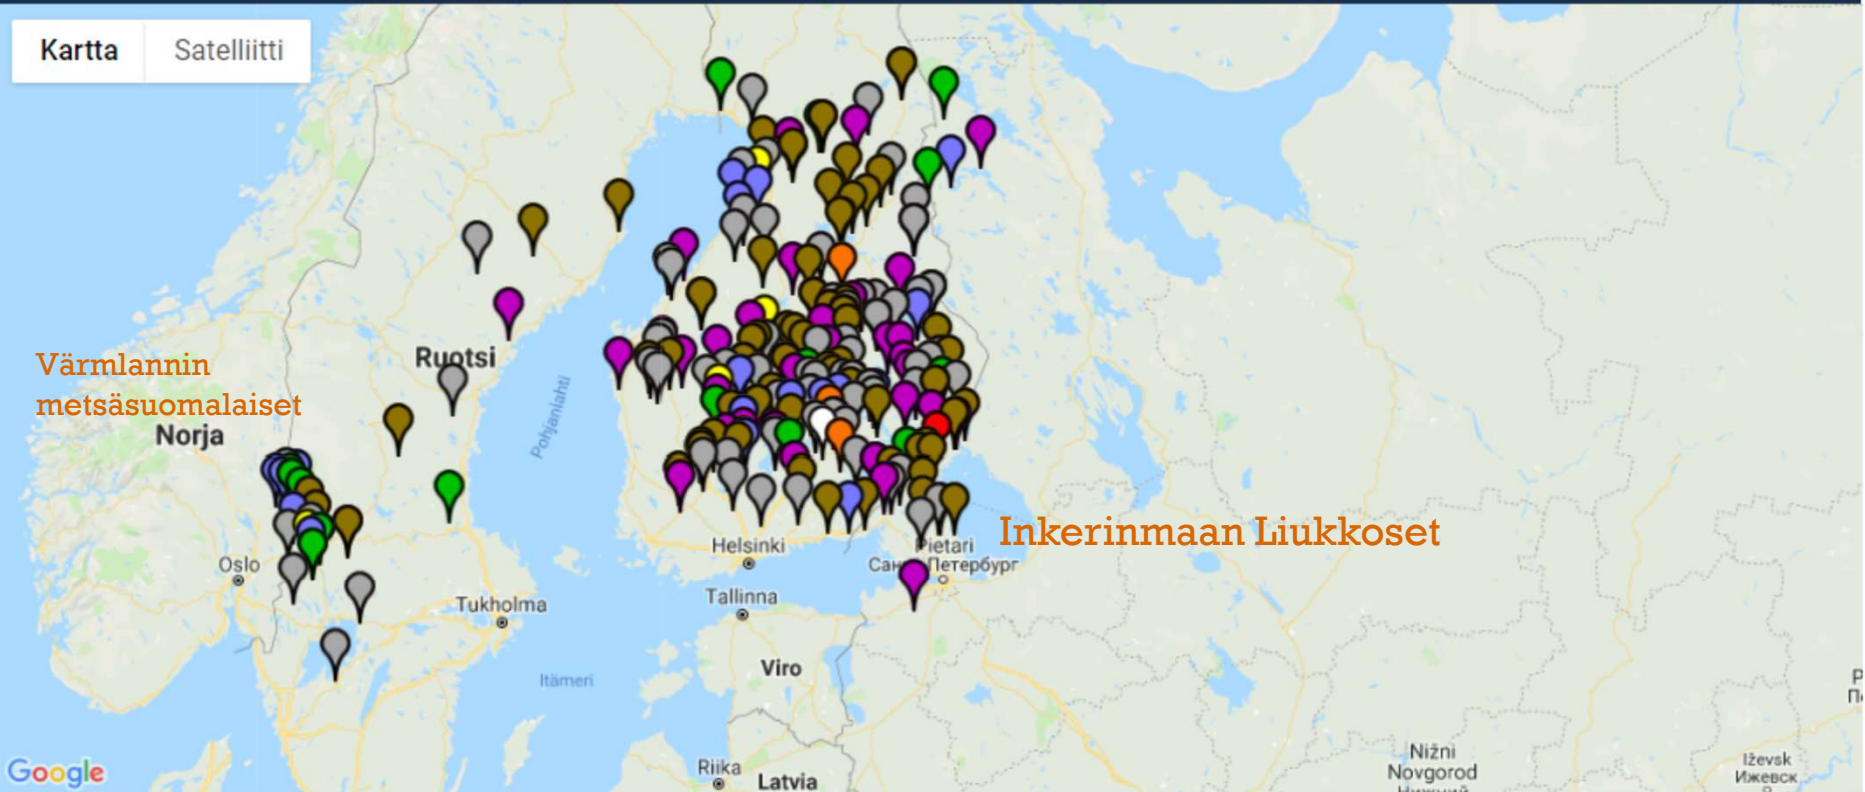 Kartta Satelliitti
Värmlannin
metsäsuomalaiset
Ruotsi
Norja
Pohjanlahti
Inkerinmaan Liukkoset
Helsinki
Pietari
Oslo
Петербург
Tallinna
Tukholma
Viro
Itämeri
Nižni
Novgorod
Iževsk
Ижевск
Riika
Latvia
Google